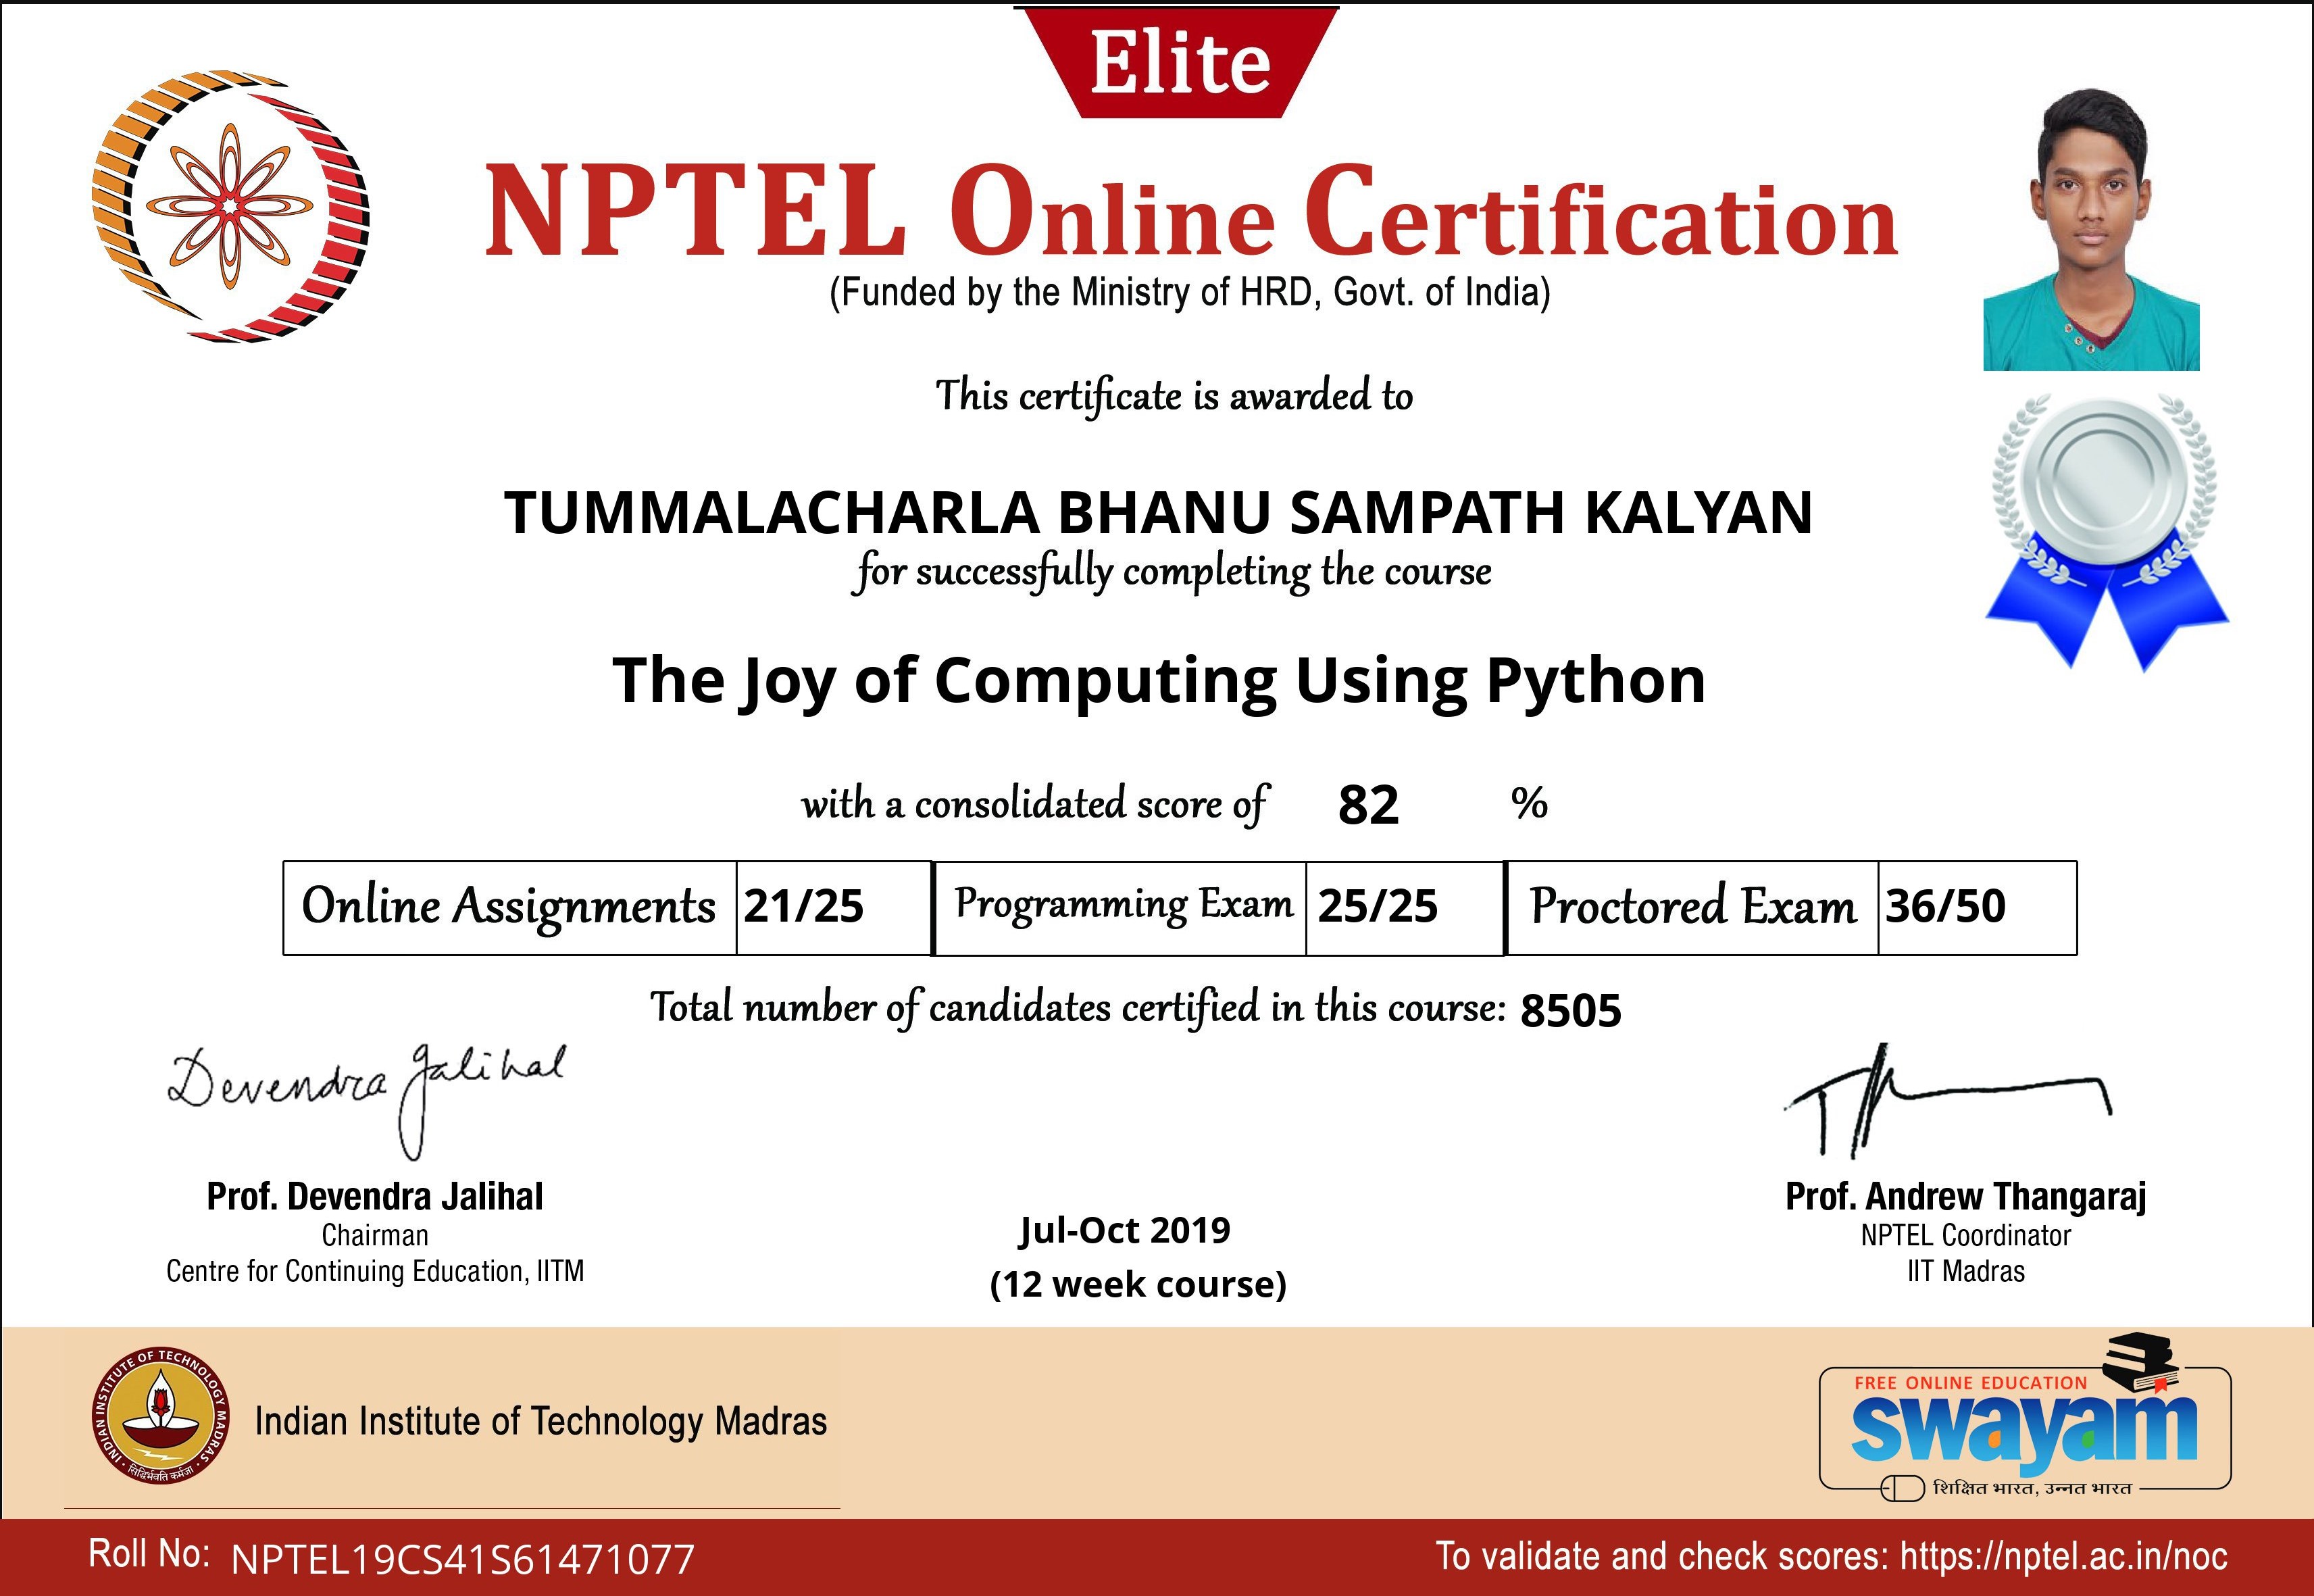 Elite
NPTEL Online Certification
(Funded by the Ministry of HRD, Govt. of India)
This certificate is awarded to
TUMMALACHARLA BHANU SAMPATH KALYAN
for successfully completing the course
The Joy of Computing Using Python
with a consolidated score of 82 %
Online Assignments 21/25 Programming Exam 25/25 Proctored Exam 36/50
Total number of candidates certified in this course: 8505
Devendra Jalihal
Prof. Devendra Jalihal
Chairman
Centre for Continuing Education, IITM
Jul-Oct 2019
(12 week course)
Prof. Andrew Thangaraj
NPTEL Coordinator
IIT Madras
INDIAN INSTITUTE OF TECHNOLOGY MADRAS
सिद्धिर्भवति कर्मजा
Indian Institute of Technology Madras
FREE ONLINE EDUCATION
swayam
शिक्षित भारत, उन्नत भारत
Roll No: NPTEL19CS41S61471077
To validate and check scores: https://nptel.ac.in/noc